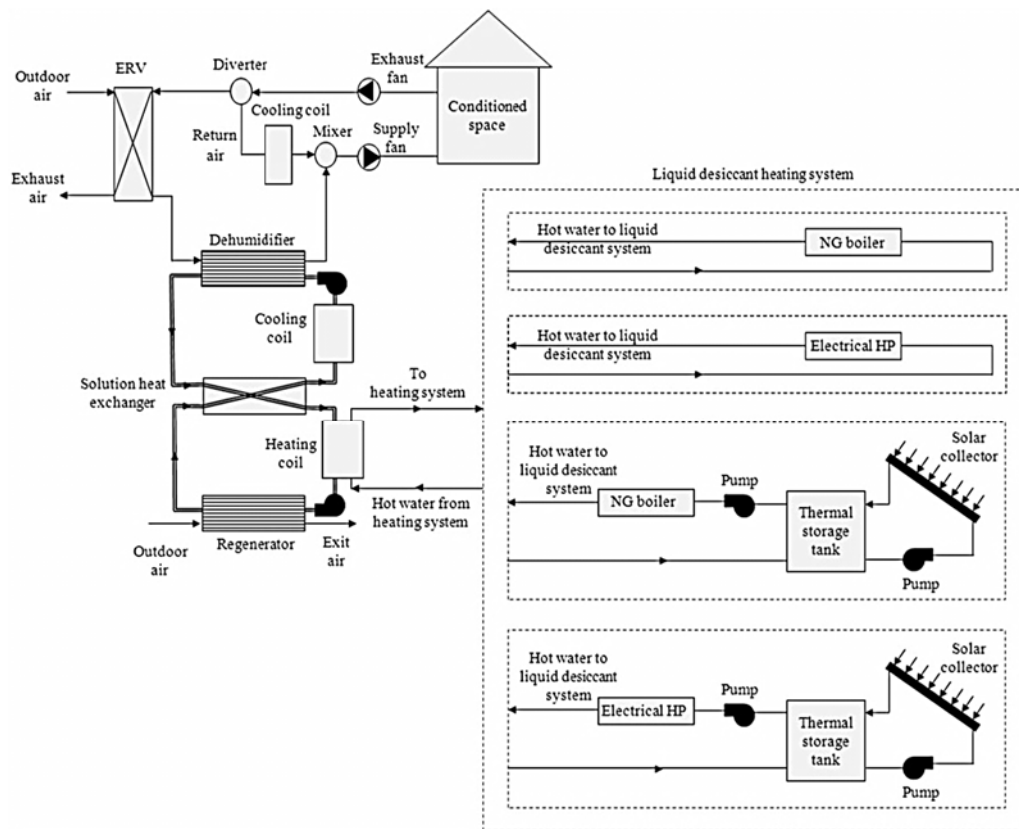 ERV
Outdoor
air
Diverter
Exhaust
fan
Cooling coil
Return
air
Mixer
Supply
fan
Conditioned
space
Exhaust
air
Dehumidifier
Cooling
coil
Solution heat
exchanger
To
heating system
Heating
coil
Hot water from
heating system
Outdoor
air
Regenerator
Exit
air
Liquid desiccant heating system
Hot water to liquid
desiccant system
NG boiler
Hot water to liquid
desiccant system
Electrical HP
Hot water to
liquid desiccant
system
NG boiler
Pump
Thermal
storage
tank
Solar
collector
Pump
Hot water to
liquid desiccant
system
Electrical HP
Pump
Thermal
storage
tank
Solar
collector
Pump